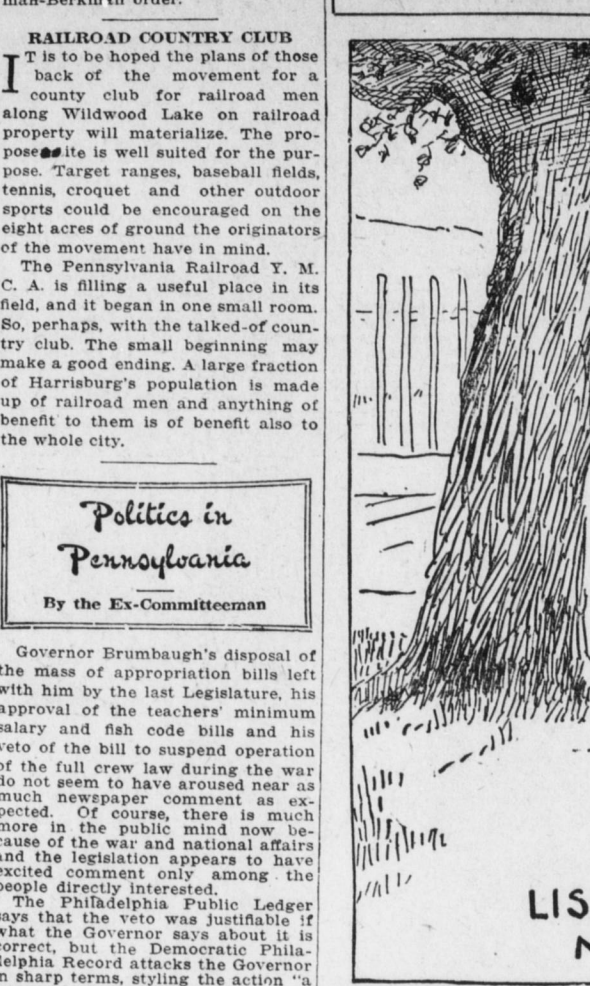 RAILROAD COUNTRY CLUB
IT is to be hoped the plans of those
back of the movement for a
county club for railroad men
along Wildwood Lake on railroad
property will materialize. The pro-
pose ite is well suited for the pur-
pose. Target ranges, baseball fields,
tennis, croquet and other outdoor
sports could be encouraged on the
eight acres of ground the originators
of the movement have in mind.
The Pennsylvania Railroad Y. M.
C. A. is filling a useful place in its
field, and it began in one small room.
So, perhaps, with the talked-of coun-
try club. The small beginning may
make a good ending. A large fraction
of Harrisburg's population is made
up of railroad men and anything of
benefit to them is of benefit also to
the whole city.
Politics in
Pennsylvania
By the Ex-Committeeman
Governor Brumbaugh's disposal of
the mass of appropriation bills left
with him by the last Legislature, his
approval of the teachers' minimum
salary and fish code bills and his
veto of the bill to suspend operation
of the full crew law during the war
do not seem to have aroused near as
much newspaper comment as ex-
pected. Of course, there is much
more in the public mind now be-
cause of the war and national affairs
and the legislation appears to have
excited comment only among the
people directly interested.
The Philadelphia Public Ledger
says that the veto was justifiable if
what the Governor says about it is
correct, but the Democratic Phila-
delphia Record attacks the Governor
in sharp terms, styling the action "a
LIS
N